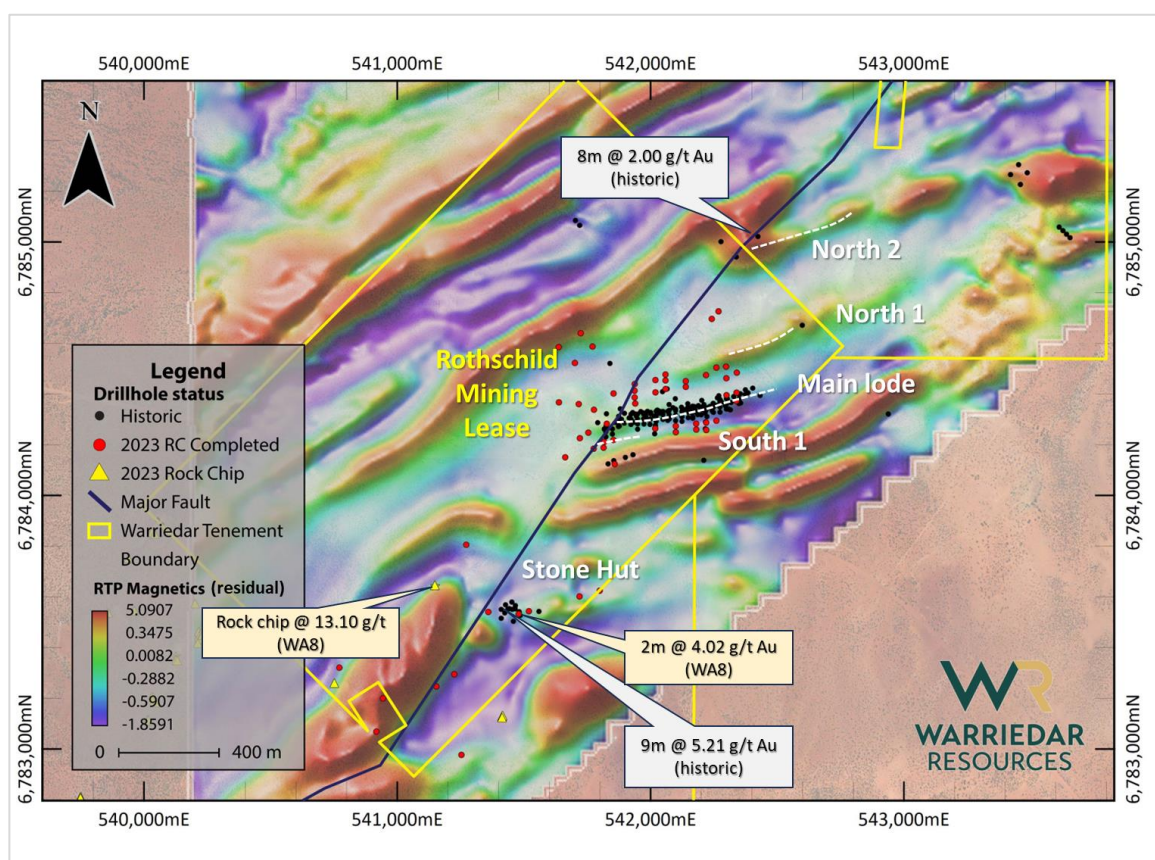 540,000mE
541,000mE
542,000mE
543,000mE
N
8m @ 2.00 g/t Au
(historic)
6,785,000mN
6,785,000mN
North 2
North 1
Rothschild
Mining
Lease
Main lode
South 1
Legend
Drillhole status
Historic
2023 RC Completed
2023 Rock Chip
Major Fault
Warriedar Tenement
Boundary
RTP Magnetics (residual)
5.0907
0.3475
0.0082
-0.2882
-0.5907
-1.8591
0
400 m
6,784,000mN
6,784,000mN
Stone Hut
Rock chip @ 13.10 g/t
(WA8)
2m @ 4.02 g/t Au
(WA8)
9m @ 5.21 g/t Au
(historic)
WR
WARRIEDAR
RESOURCES
6,783,000mN
6,783,000mN
540,000mE
541,000mE
542,000mE
543,000mE